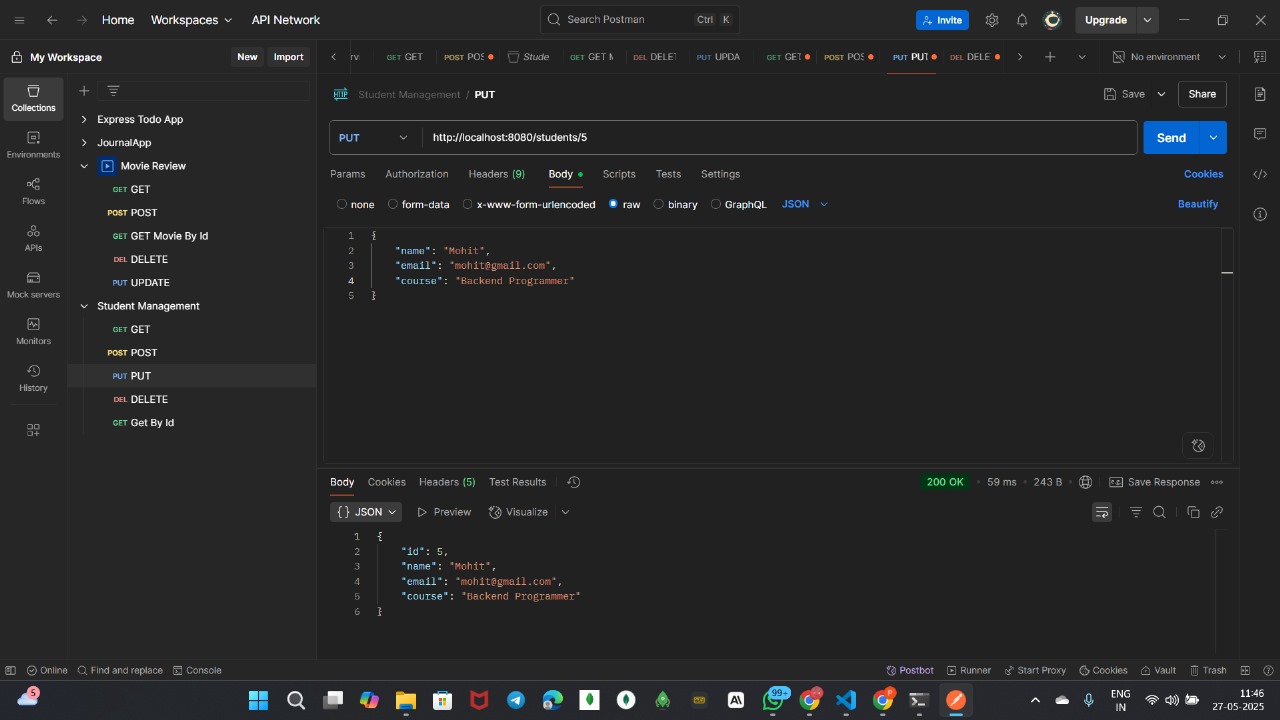 Home Workspaces API Network Search Postman Ctrl K Invite Upgrade
My Workspace New Import GET GET POST Stude GET M DELET UPDA GET GET POST PUT DELE No environment
Student Management / PUT Save Share
Collections
Environments
Flows
APIs
Mock servers
Monitors
History
Express Todo App
JournalApp
Movie Review
GET GET
POST POST
GET GET Movie By Id
DEL DELETE
PUT UPDATE
Student Management
GET GET
POST POST
PUT PUT
DEL DELETE
GET Get By Id
PUT http://localhost:8080/students/5 Send
Params Authorization Headers (9) Body Scripts Tests Settings Cookies
none form-data x-www-form-urlencoded raw binary GraphQL JSON Beautify
1 {
2 "name": "Mohit",
3 "email": "mohit@gmail.com",
4 "course": "Backend Programmer"
5 }
Body Cookies Headers (5) Test Results 200 OK 59 ms 243 B Save Response
{} JSON Preview Visualize
1 {
2 "id": 5,
3 "name": "Mohit",
4 "email": "mohit@gmail.com",
5 "course": "Backend Programmer"
6 }
Online Find and replace Console Postbot Runner Start Proxy Cookies Vault Trash
5 99+ ENG IN 11:46 27-05-2025